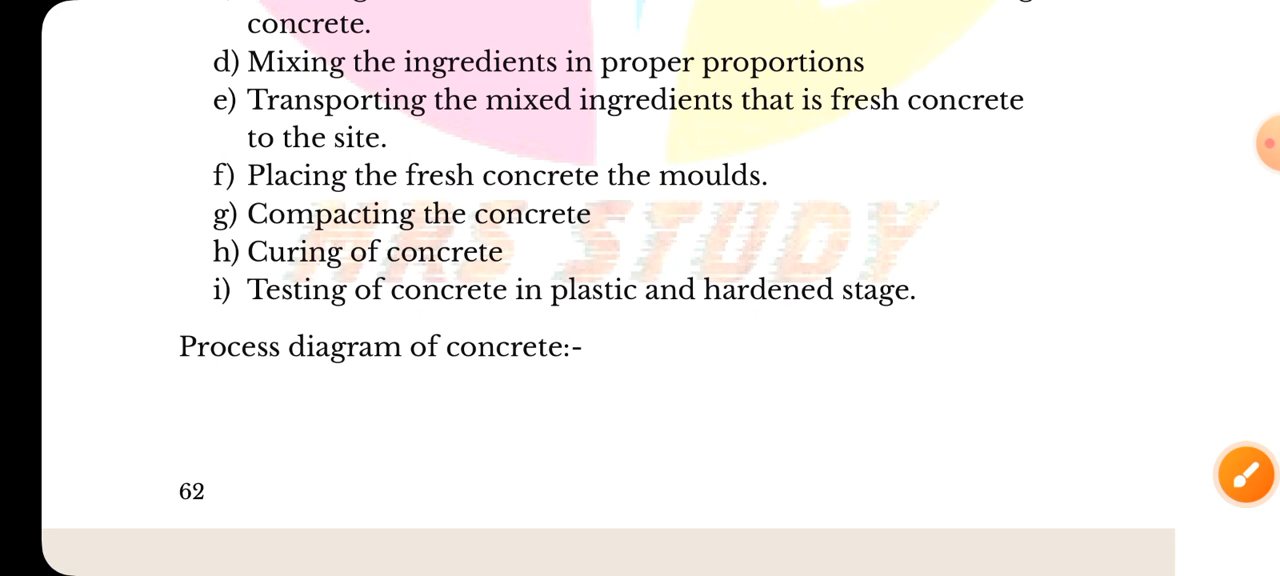 concrete.
d) Mixing the ingredients in proper proportions
e) Transporting the mixed ingredients that is fresh concrete
to the site.
f) Placing the fresh concrete the moulds.
g) Compacting the concrete
h) Curing of concrete
i) Testing of concrete in plastic and hardened stage.
STUDY
Process diagram of concrete:-
62